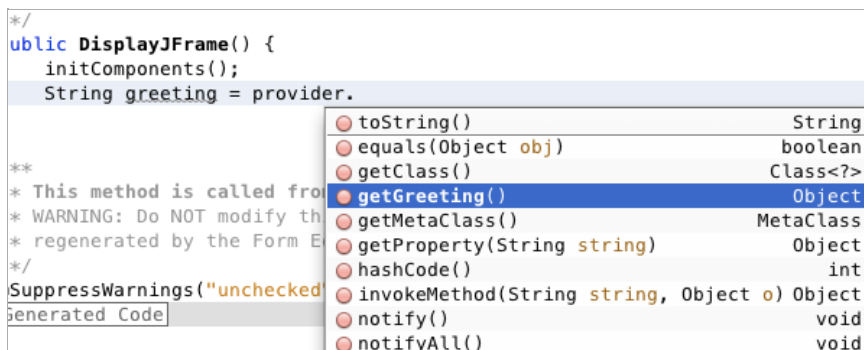 */
ublic DisplayJFrame() {
initComponents();
String greeting = provider.
toString() String
equals(Object obj) boolean
getClass() Class<?>
getGreeting() Object
getMetaClass() MetaClass
getProperty(String string) Object
hashCode() int
invokeMethod(String string, Object o) Object
notify() void
notifyAll() void
**
* This method is called fro
* WARNING: Do NOT modify th
* regenerated by the Form E
*/
SuppressWarnings("unchecked"
Generated Code